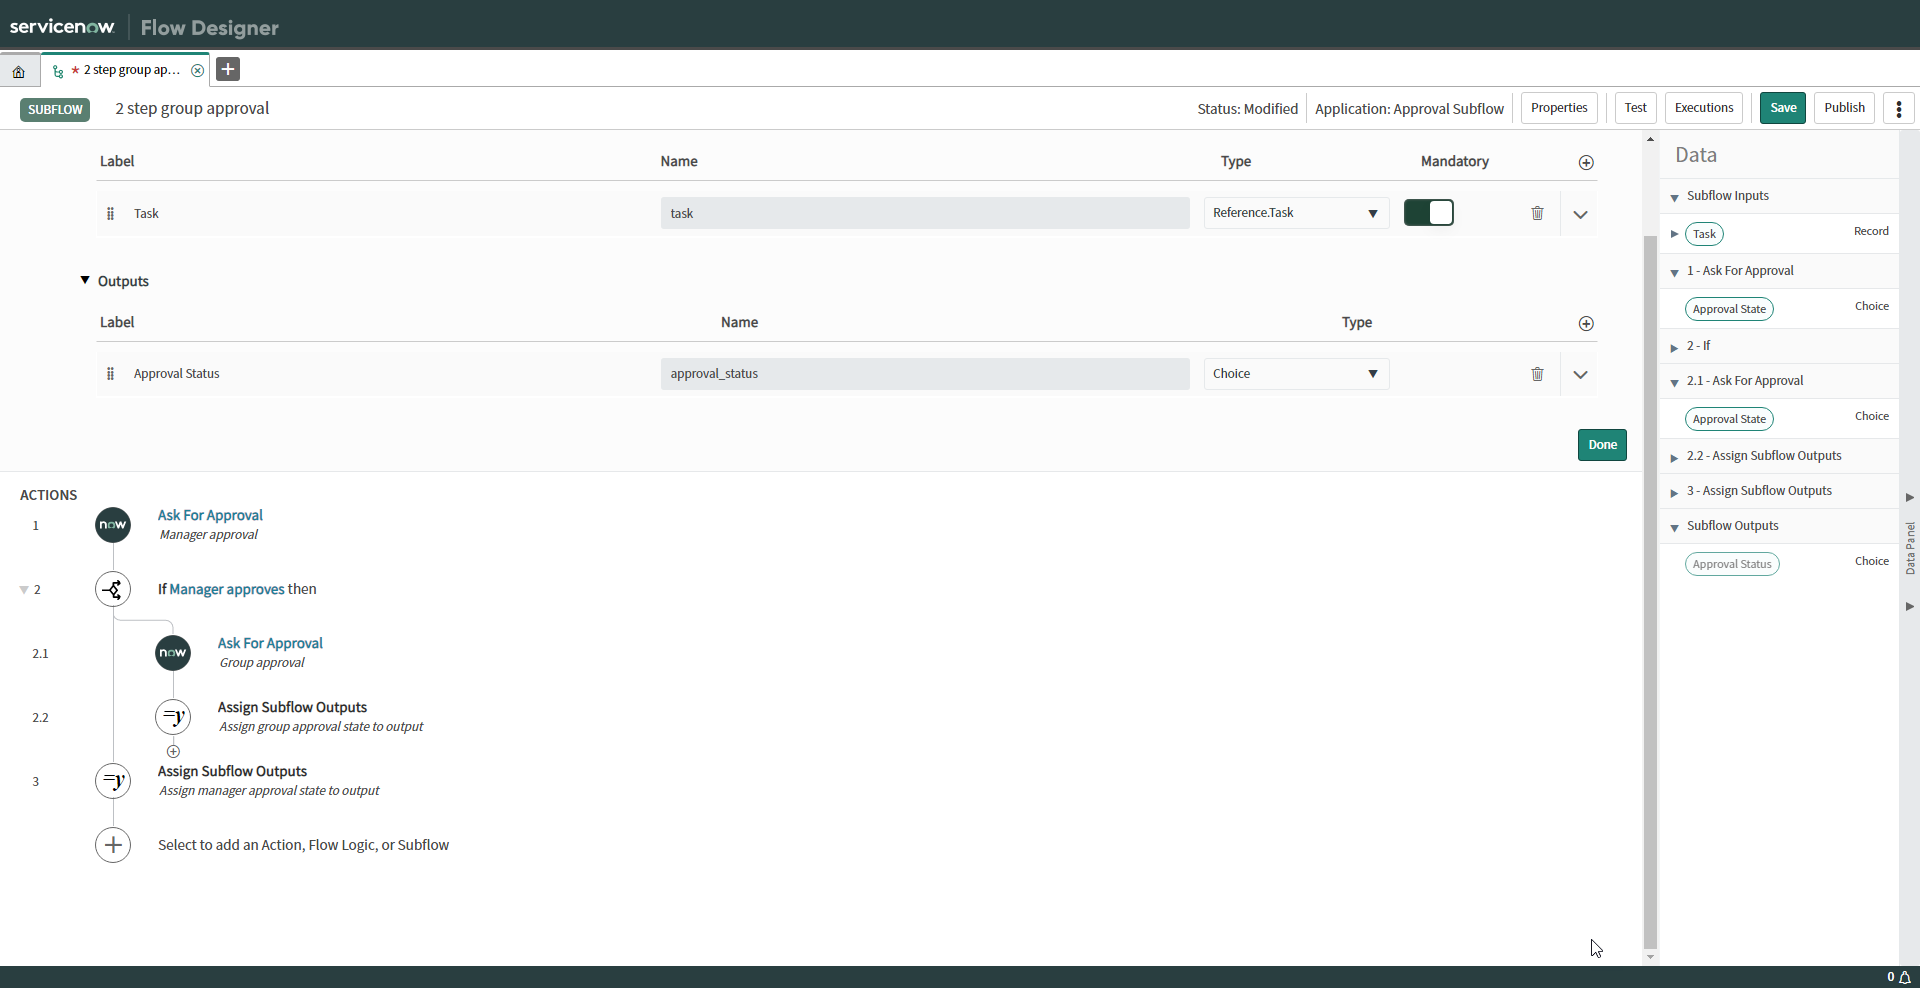 servicenow Flow Designer
* 2 step group ap...
SUBFLOW 2 step group approval Status: Modified Application: Approval Subflow Properties Test Executions Save Publish
Label Name Type Mandatory
Task task Reference.Task
Outputs
Label Name Type
Approval Status approval_status Choice
Done
ACTIONS
1 now Ask For Approval
Manager approval
2 If Manager approves then
2.1 now Ask For Approval
Group approval
2.2 =y Assign Subflow Outputs
Assign group approval state to output
3 =y Assign Subflow Outputs
Assign manager approval state to output
Select to add an Action, Flow Logic, or Subflow
Data
Subflow Inputs
Task Record
1 - Ask For Approval
Approval State Choice
2 - If
2.1 - Ask For Approval
Approval State Choice
2.2 - Assign Subflow Outputs
3 - Assign Subflow Outputs
Subflow Outputs
Approval Status Choice
Data Panel
0